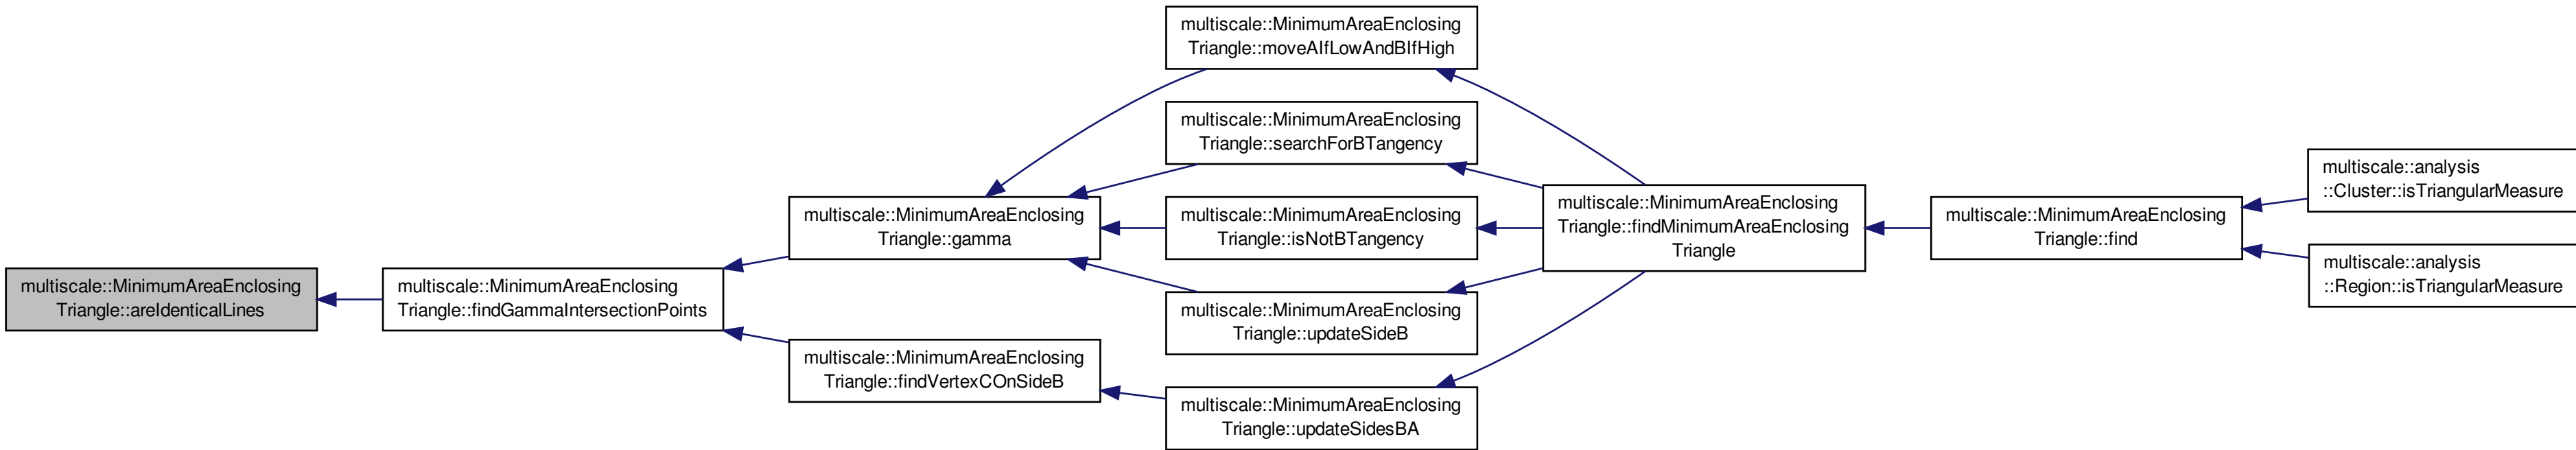 multiscale::MinimumAreaEnclosing
Triangle::areIdenticalLines
multiscale::MinimumAreaEnclosing
Triangle::findGammaIntersectionPoints
multiscale::MinimumAreaEnclosing
Triangle::gamma
multiscale::MinimumAreaEnclosing
Triangle::findVertexCOnSideB
multiscale::MinimumAreaEnclosing
Triangle::moveAIfLowAndBIfHigh
multiscale::MinimumAreaEnclosing
Triangle::searchForBTangency
multiscale::MinimumAreaEnclosing
Triangle::isNotBTangency
multiscale::MinimumAreaEnclosing
Triangle::updateSideB
multiscale::MinimumAreaEnclosing
Triangle::updateSidesBA
multiscale::MinimumAreaEnclosing
Triangle::findMinimumAreaEnclosing
Triangle
multiscale::MinimumAreaEnclosing
Triangle::find
multiscale::analysis
::Cluster::isTriangularMeasure
multiscale::analysis
::Region::isTriangularMeasure